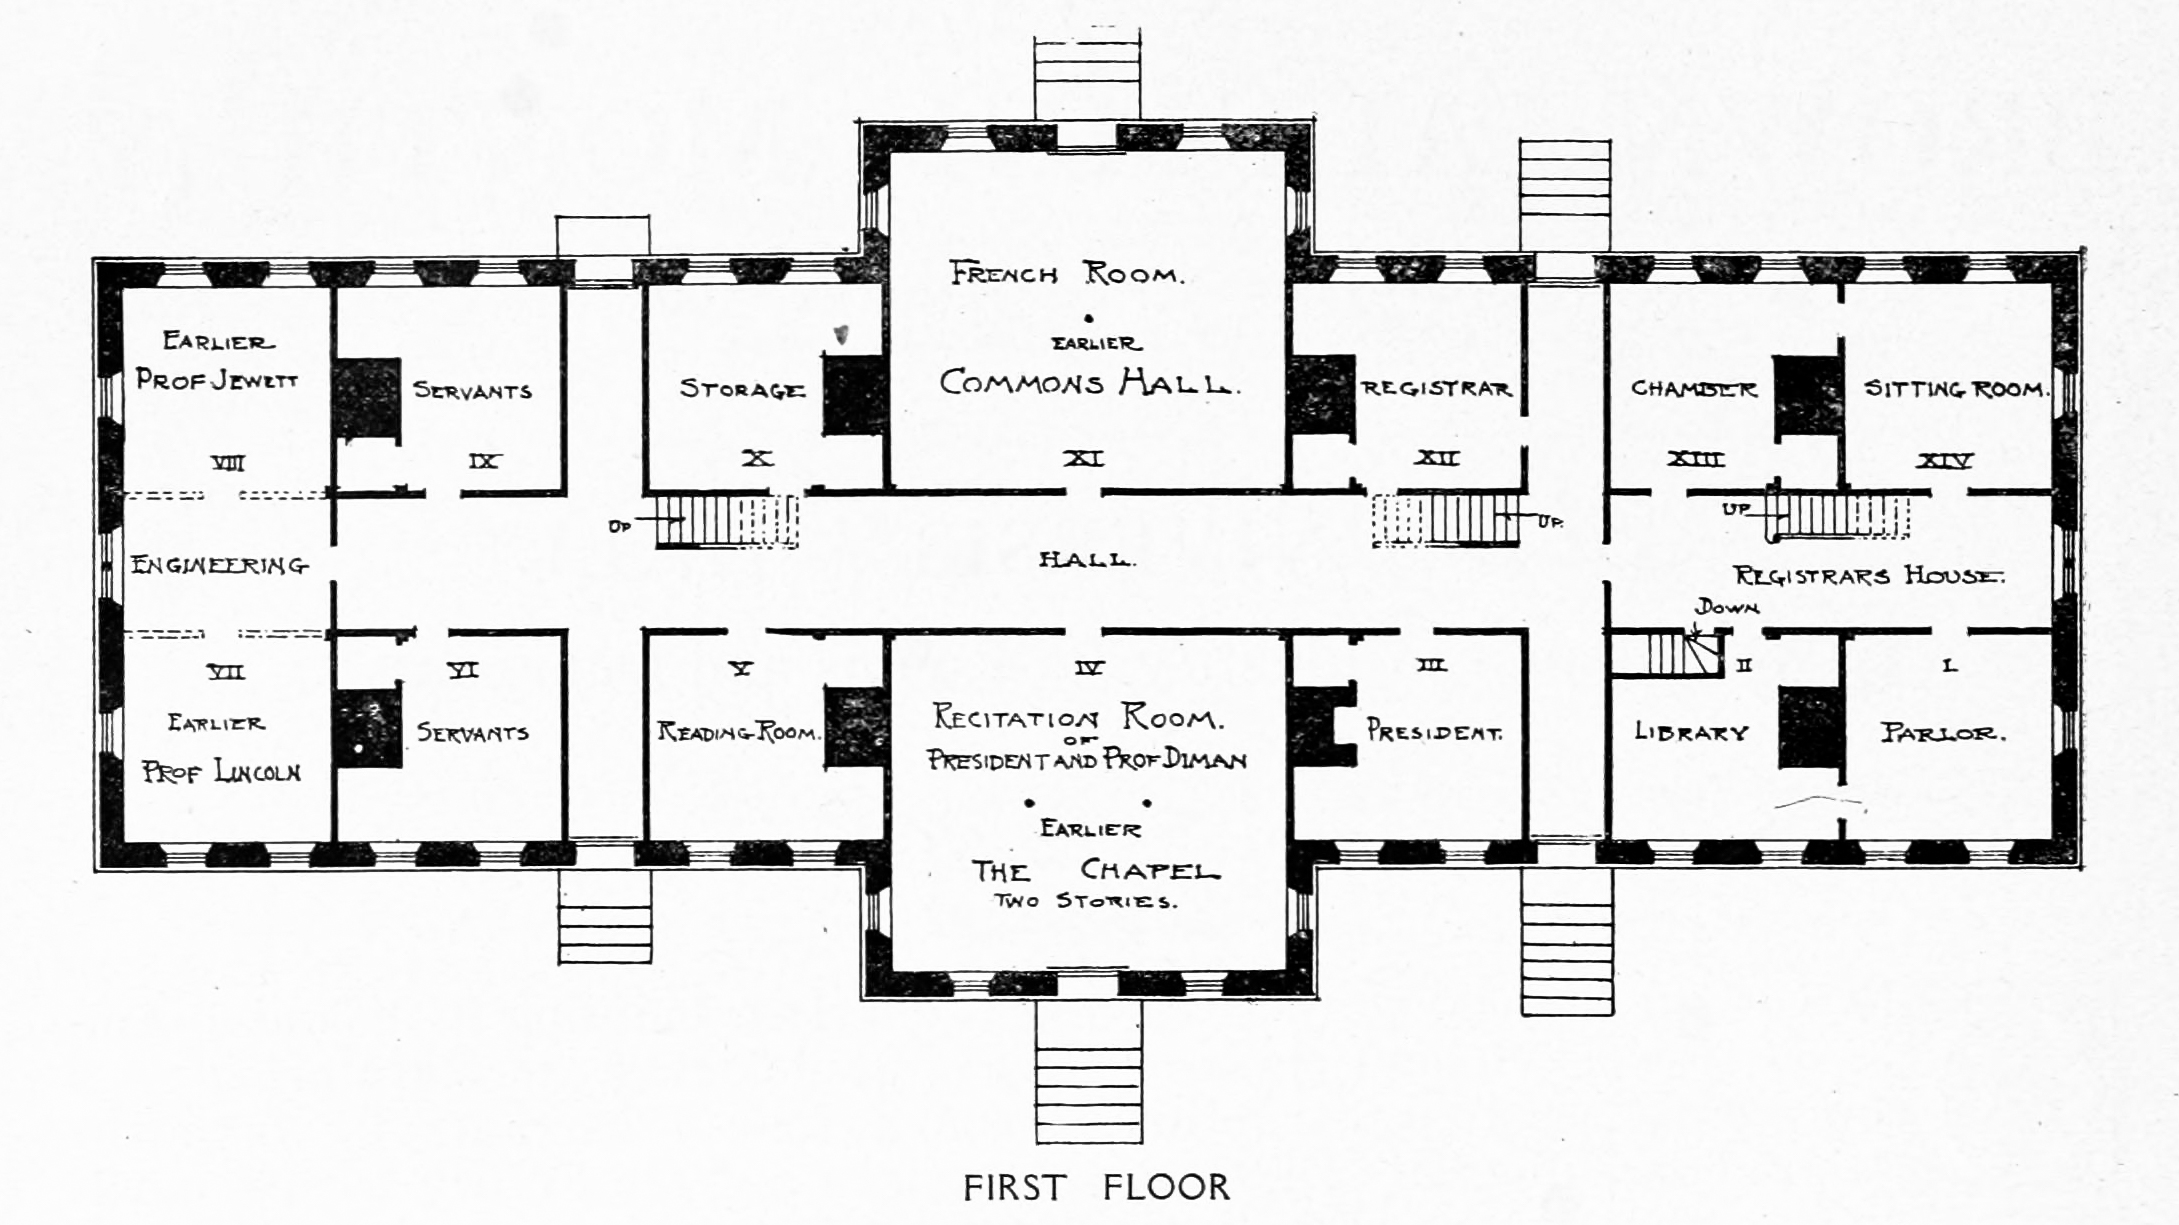 FRENCH ROOM.
EARLIER
COMMONS HALL.
EARLIER
PROF JEWETT
VIII
SERVANTS
IX
STORAGE
X
XI
REGISTRAR
XII
CHAMBER
XIII
SITTING ROOM.
XIV
UP
UP.
UP
ENGINEERING
HALL.
REGISTRARS HOUSE.
DOWN
VII
EARLIER
PROF LINCOLN
VI
SERVANTS
V
READING ROOM.
IV
RECITATION ROOM.
OF
PRESIDENT AND PROF DIMAN
EARLIER
THE CHAPEL
TWO STORIES.
III
PRESIDENT.
II
LIBRARY
I.
PARLOR.
FIRST FLOOR